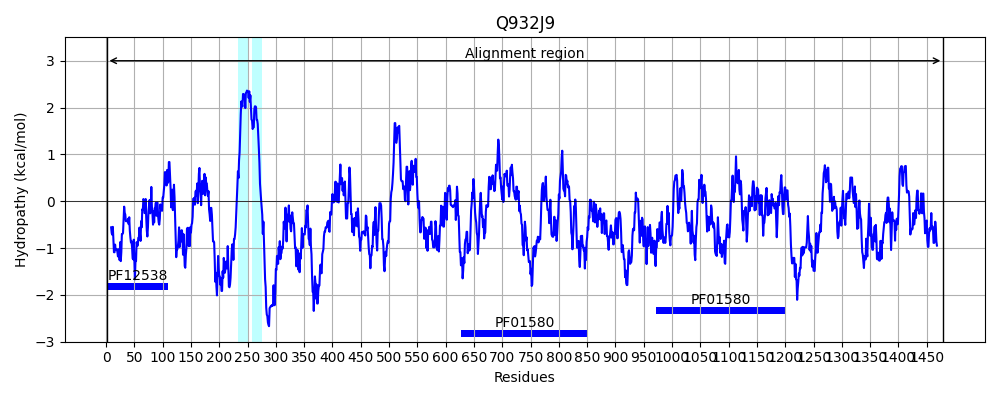 Q932J9
Alignment region
Hydropathy (kcal/mol)
3
2
1
0
−1
−2
−3
PF12538
PF01580
PF01580
0 50 100 150 200 250 300 350 400 450 500 550 600 650 700 750 800 850 900 950 1000 1050 1100 1150 1200 1250 1300 1350 1400 1450
Residues